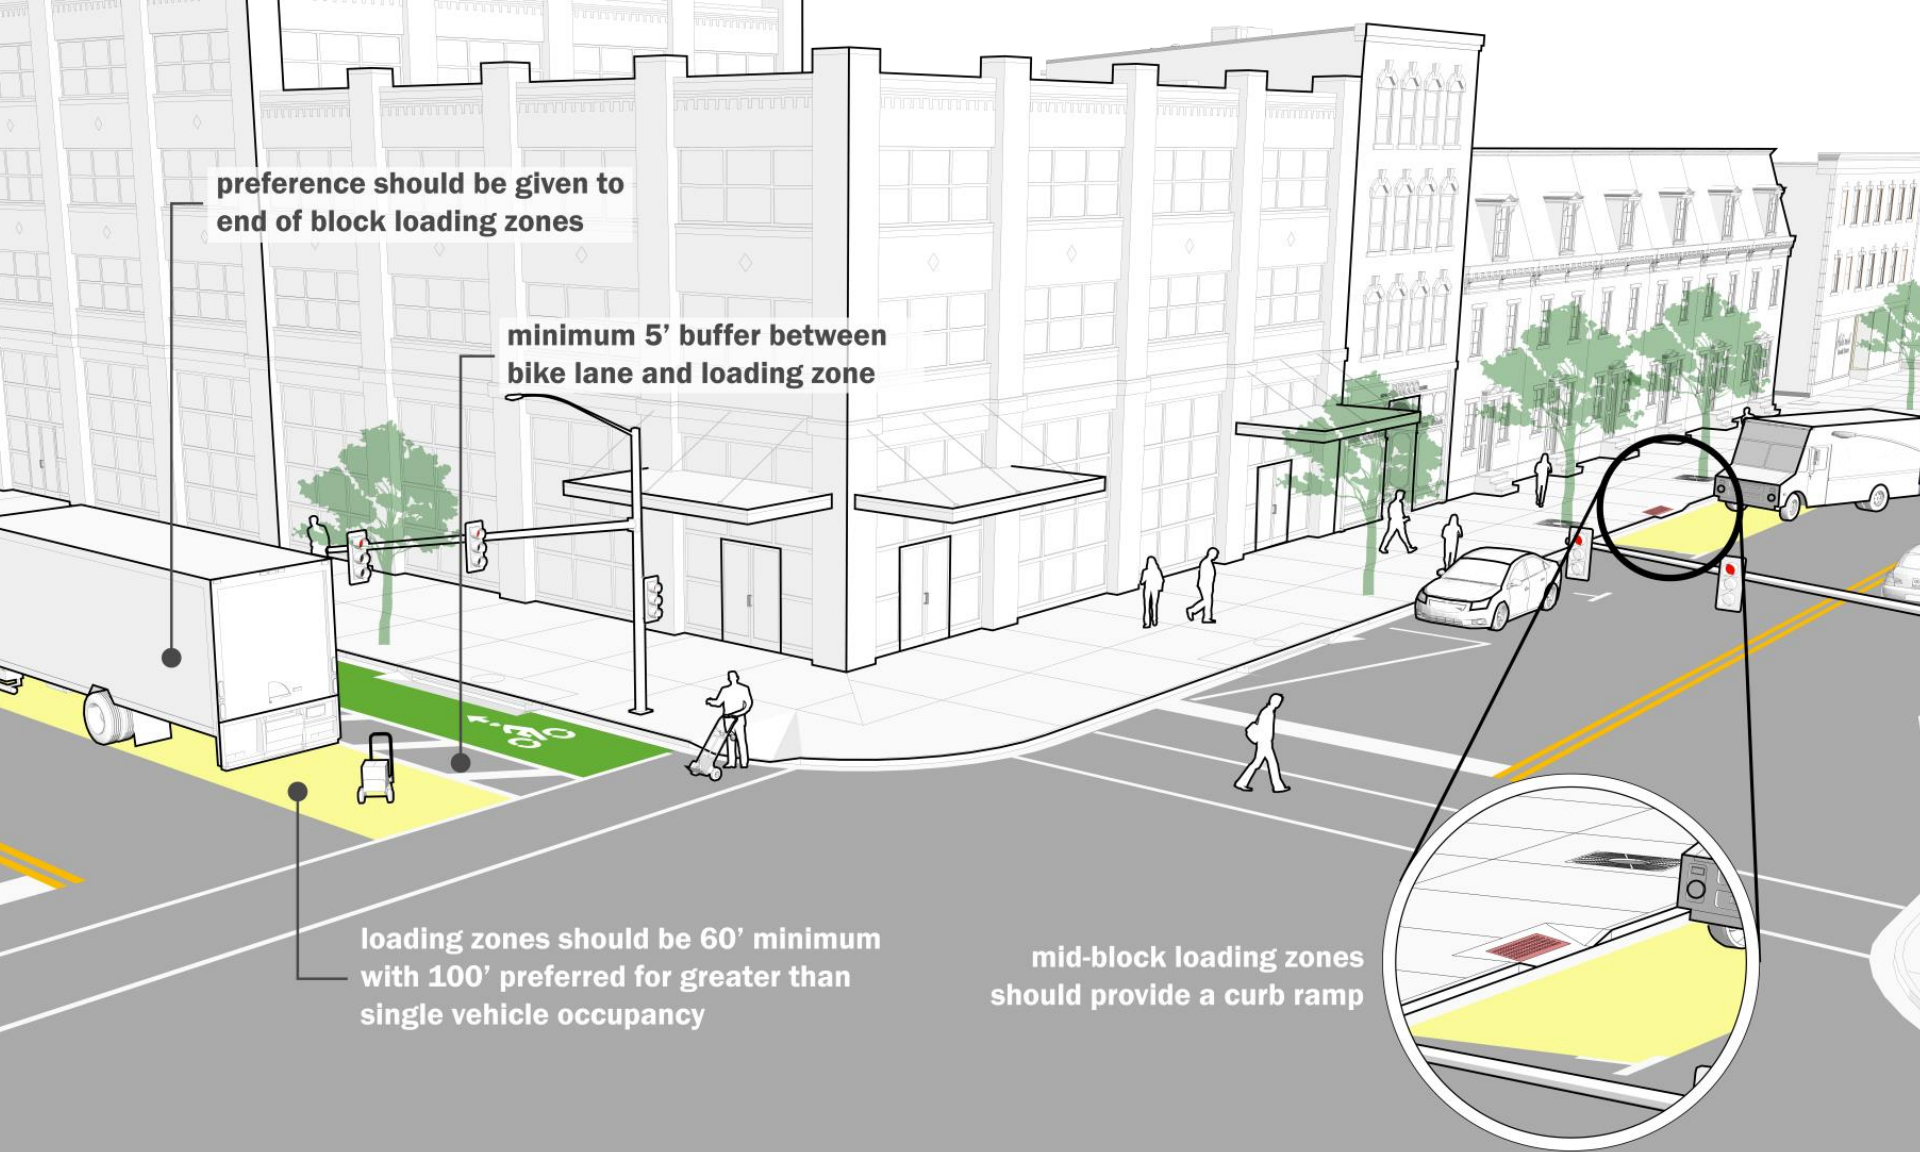 preference should be given to
end of block loading zones
minimum 5’ buffer between
bike lane and loading zone
loading zones should be 60’ minimum
with 100’ preferred for greater than
single vehicle occupancy
mid-block loading zones
should provide a curb ramp